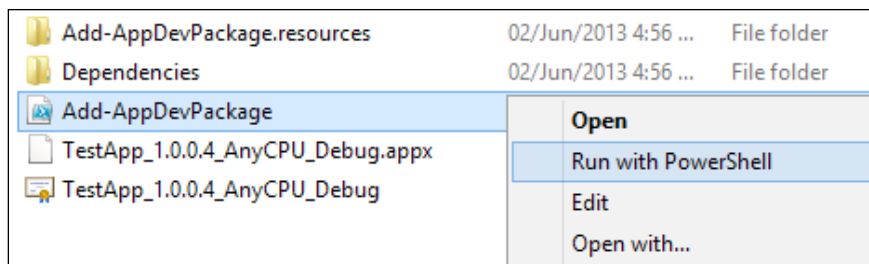 Add-AppDevPackage.resources 02/Jun/2013 4:56 ... File folder
Dependencies 02/Jun/2013 4:56 ... File folder
Add-AppDevPackage
Open
TestApp_1.0.0.4_AnyCPU_Debug.appx
Run with PowerShell
TestApp_1.0.0.4_AnyCPU_Debug
Edit
Open with...